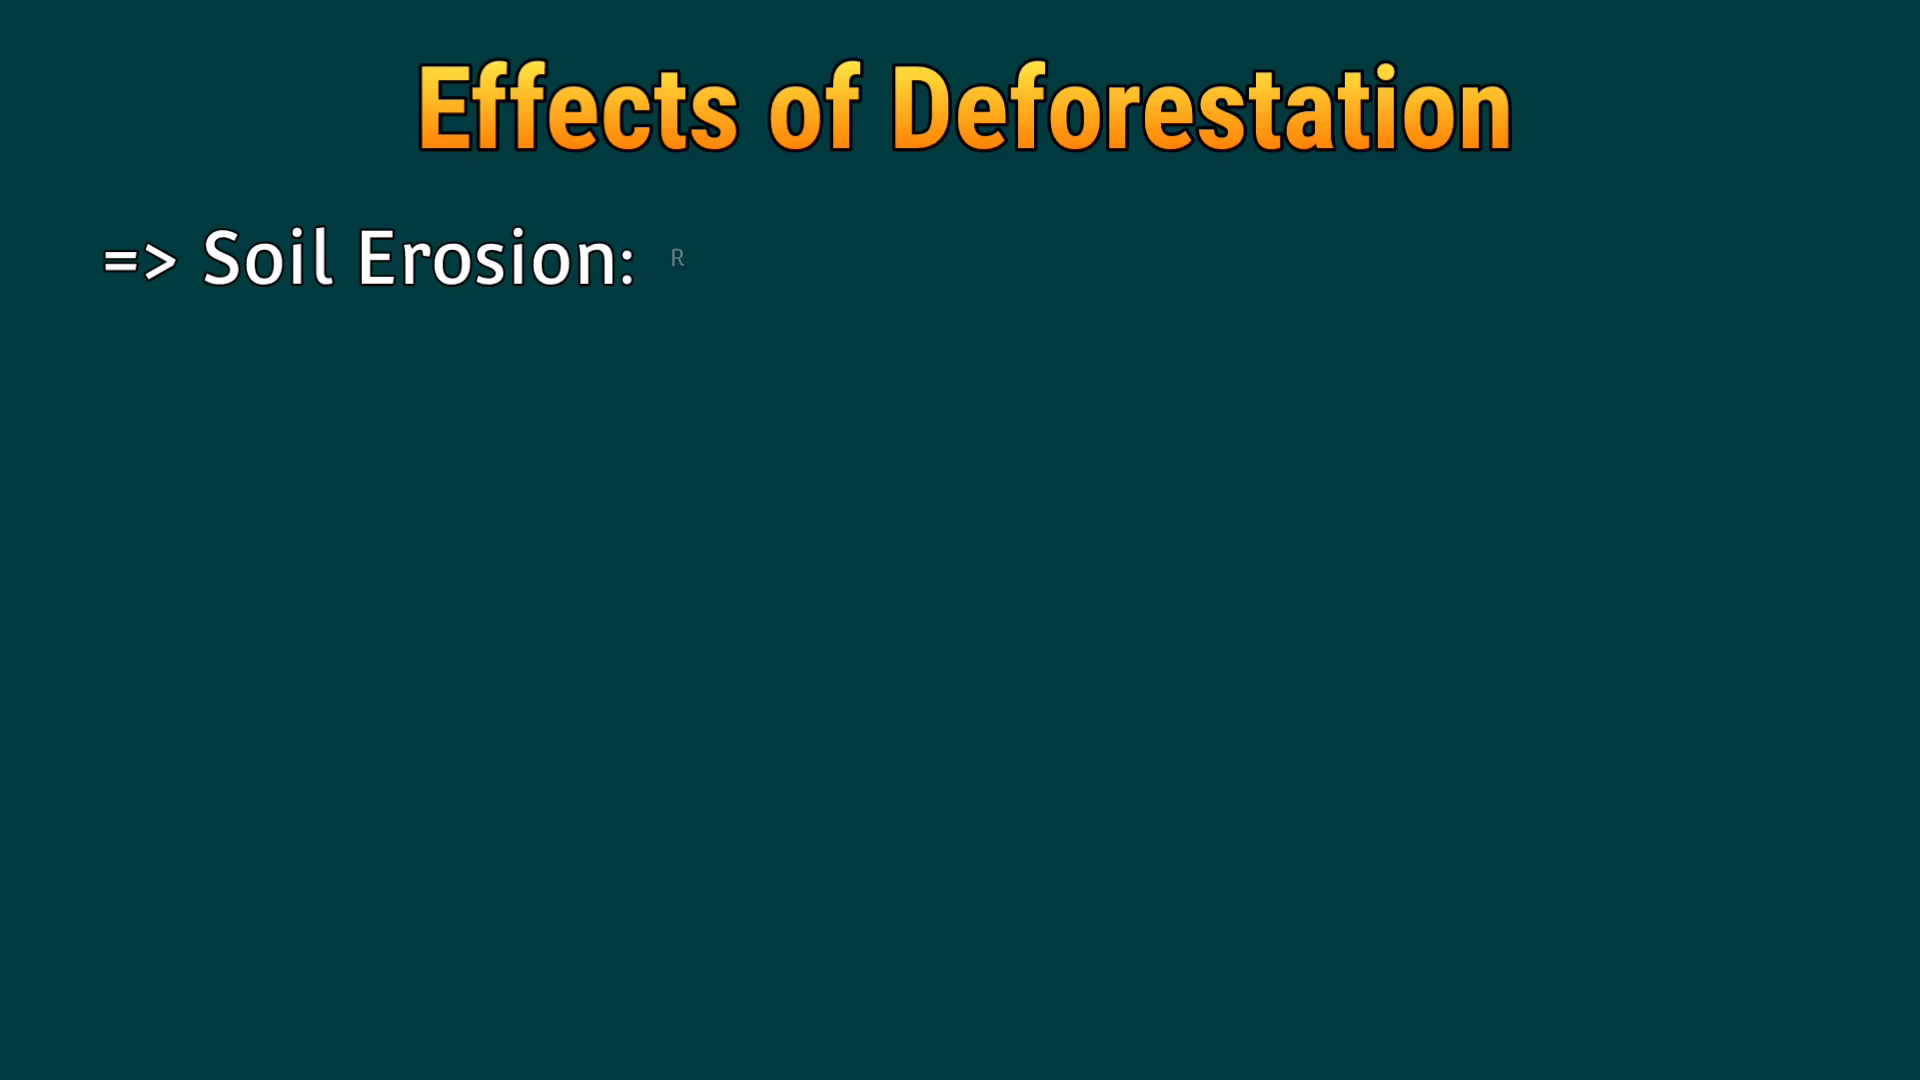 Effects of Deforestation
=> Soil Erosion: R